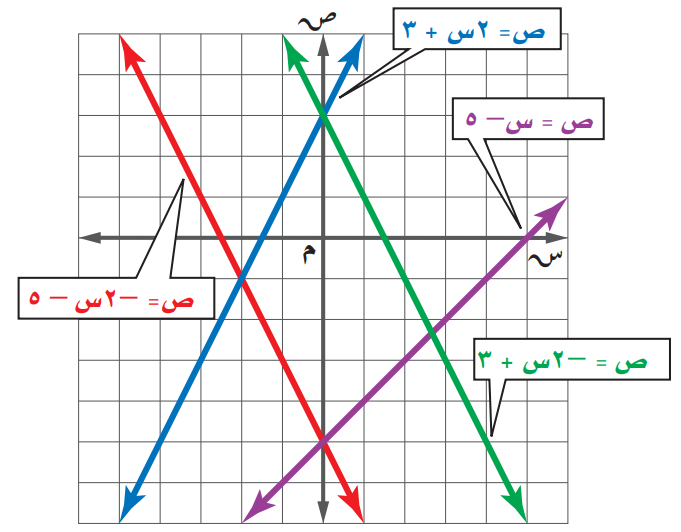 ص
ص = ٢س + ٣
ص = س − ٥
م
س
ص = −٢س − ٥
ص = −٢س + ٣